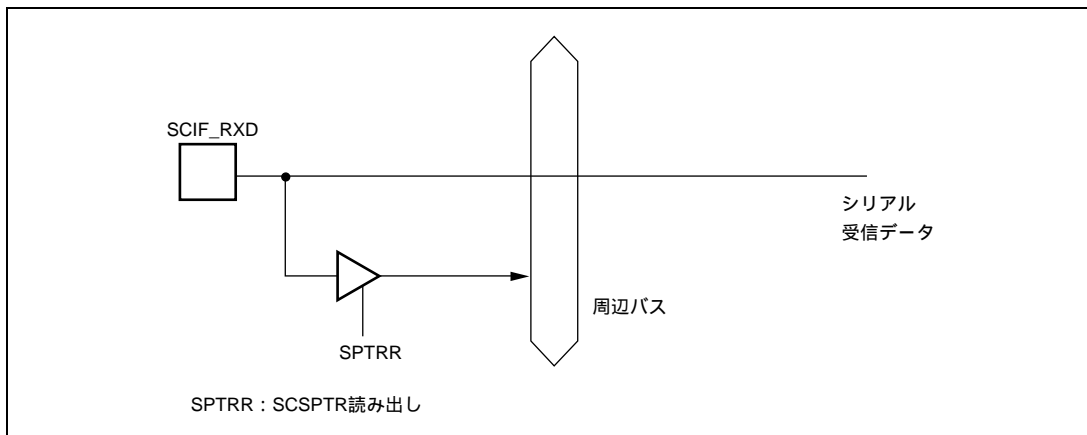 SCIF_RXD
シリアル
受信データ
周辺バス
SPTRR
SPTRR：SCSPTR読み出し